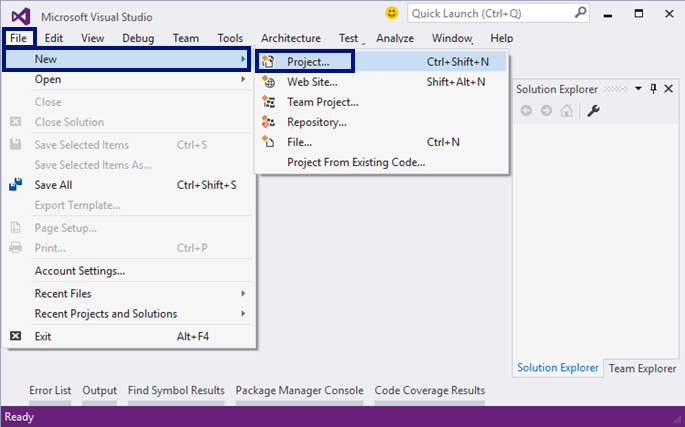 Microsoft Visual Studio
Quick Launch (Ctrl+Q)
File Edit View Debug Team Tools Architecture Test Analyze Window Help
New
Open
Close
Close Solution
Save Selected Items Ctrl+S
Save Selected Items As...
Save All Ctrl+Shift+S
Export Template...
Page Setup...
Print... Ctrl+P
Account Settings...
Recent Files
Recent Projects and Solutions
Exit Alt+F4
Project... Ctrl+Shift+N
Web Site... Shift+Alt+N
Team Project...
Repository...
File... Ctrl+N
Project From Existing Code...
Solution Explorer
Solution Explorer Team Explorer
Error List Output Find Symbol Results Package Manager Console Code Coverage Results
Ready